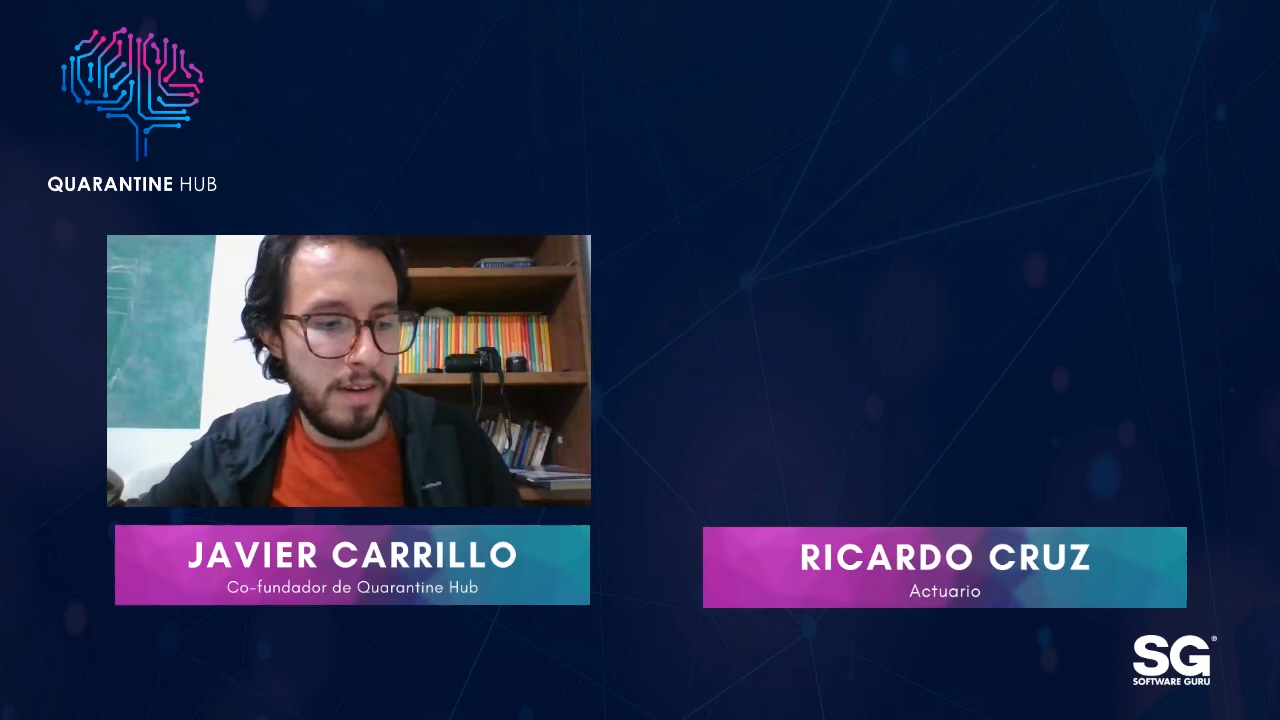 QUARANTINE HUB
JAVIER CARRILLO
Co-fundador de Quarantine Hub
RICARDO CRUZ
Actuario
SG®
SOFTWARE GURU